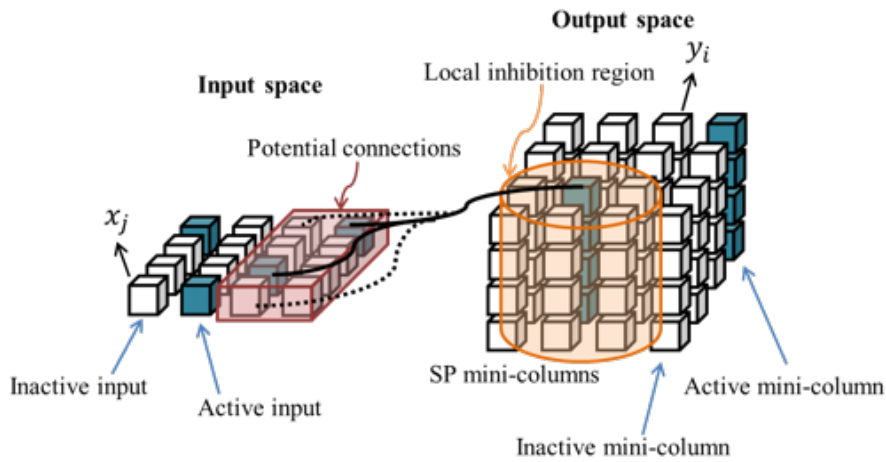 Output space
y_i
Local inhibition region
Input space
Potential connections
x_j
SP mini-columns
Inactive input
Active input
Active mini-column
Inactive mini-column